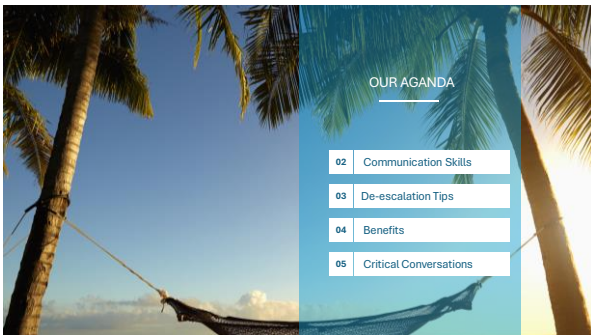 OUR AGANDA
02 Communication Skills
03 De-escalation Tips
04 Benefits
05 Critical Conversations